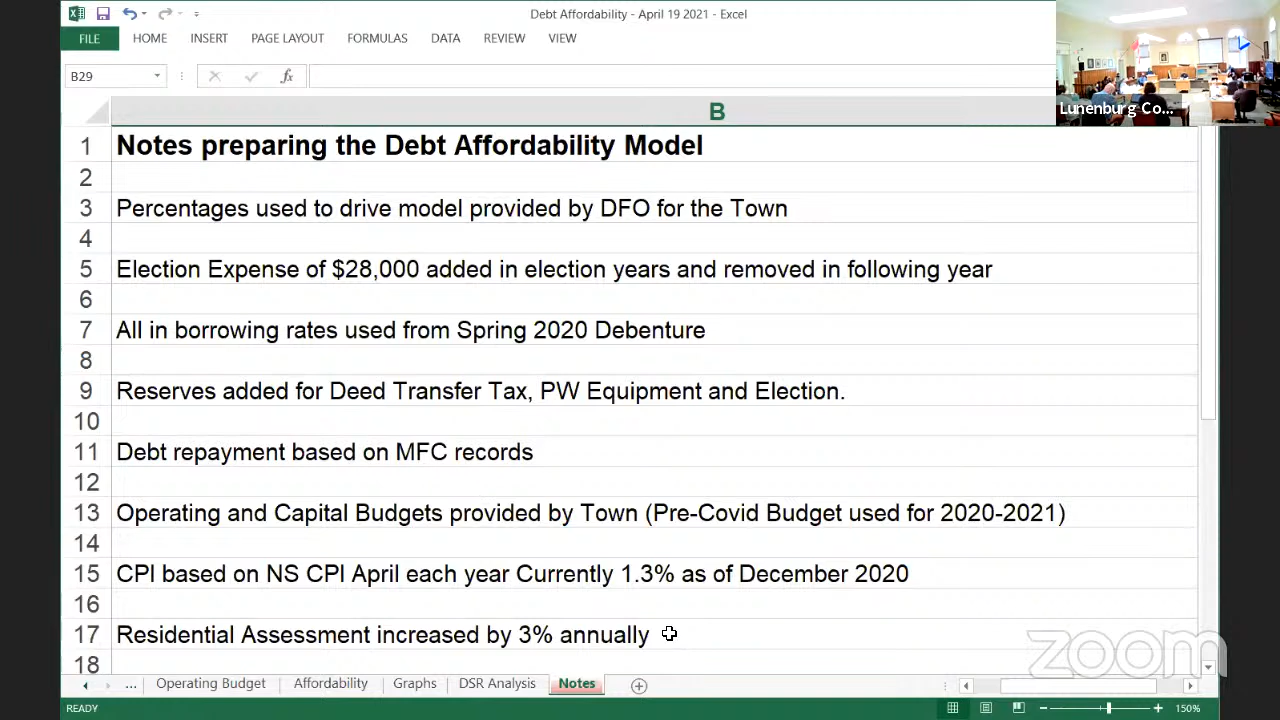 Debt Affordability - April 19 2021 - Excel
FILE HOME INSERT PAGE LAYOUT FORMULAS DATA REVIEW VIEW
B29
fx
Lunenburg Co...
B
1 Notes preparing the Debt Affordability Model
2
3 Percentages used to drive model provided by DFO for the Town
4
5 Election Expense of $28,000 added in election years and removed in following year
6
7 All in borrowing rates used from Spring 2020 Debenture
8
9 Reserves added for Deed Transfer Tax, PW Equipment and Election.
10
11 Debt repayment based on MFC records
12
13 Operating and Capital Budgets provided by Town (Pre-Covid Budget used for 2020-2021)
14
15 CPI based on NS CPI April each year Currently 1.3% as of December 2020
16
17 Residential Assessment increased by 3% annually
18
zoom
... Operating Budget Affordability Graphs DSR Analysis Notes
READY 150%